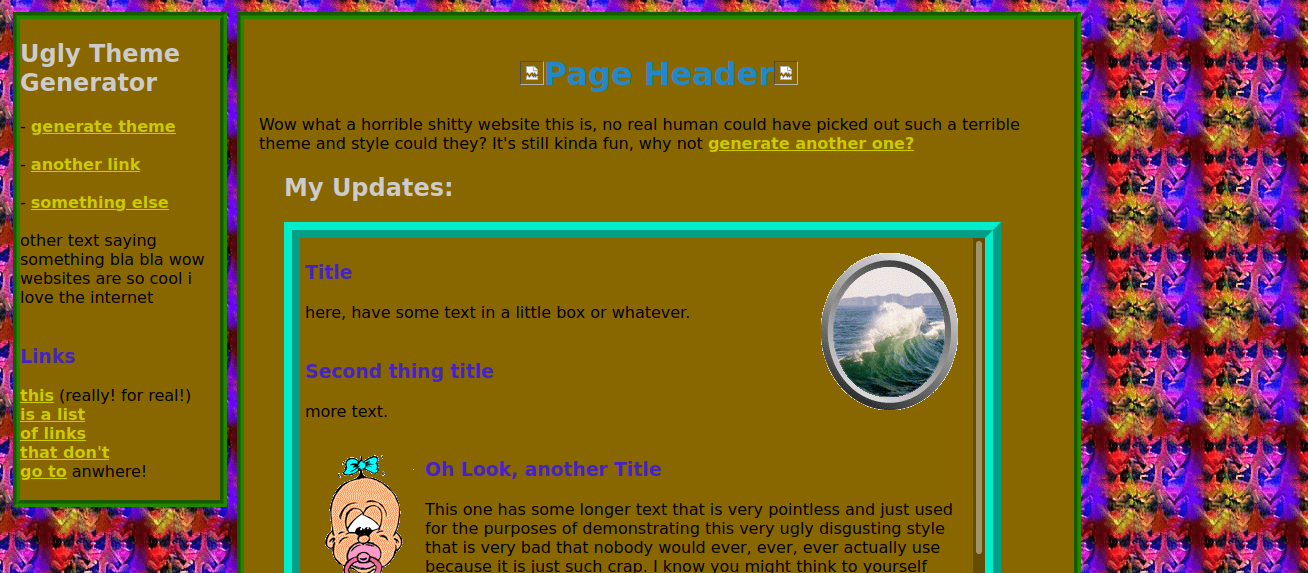 Ugly Theme
Generator
- generate theme
- another link
- something else
other text saying
something bla bla wow
websites are so cool i
love the internet
Links
this (really! for real!)
is a list
of links
that don't
go to anwhere!
Page Header
Wow what a horrible shitty website this is, no real human could have picked out such a terrible
theme and style could they? It's still kinda fun, why not generate another one?
My Updates:
Title
here, have some text in a little box or whatever.
Second thing title
more text.
Oh Look, another Title
This one has some longer text that is very pointless and just used
for the purposes of demonstrating this very ugly disgusting style
that is very bad that nobody would ever, ever, ever actually use
because it is just such crap. I know you might think to yourself